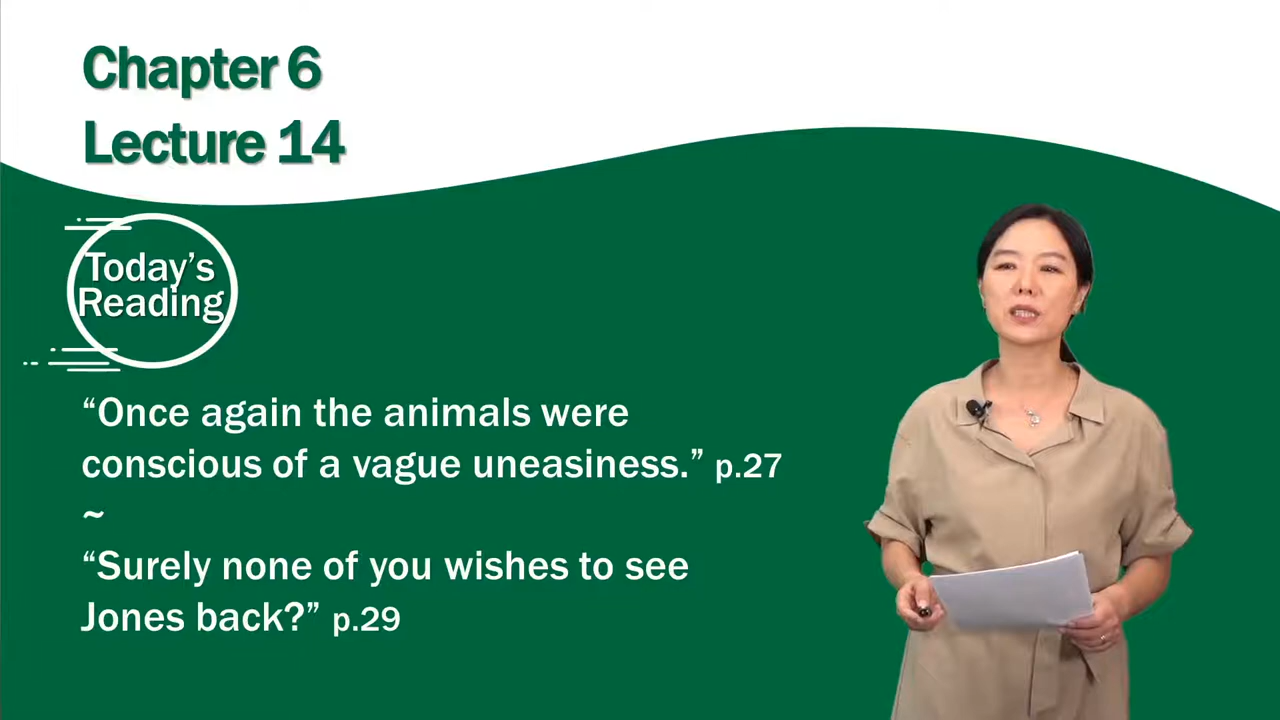 Chapter 6
Lecture 14
Today's
Reading
“Once again the animals were
conscious of a vague uneasiness.” p.27
~
“Surely none of you wishes to see
Jones back?” p.29